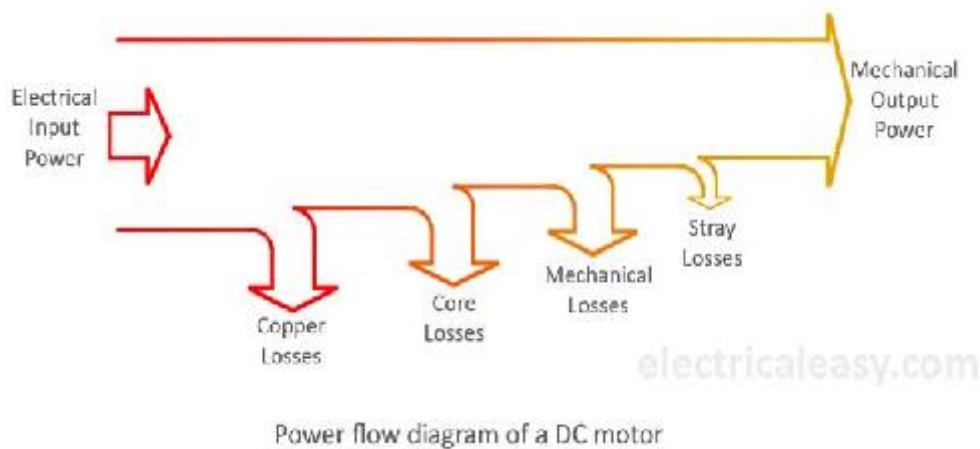 Electrical
Input
Power
Mechanical
Output
Power
Copper
Losses
Core
Losses
Mechanical
Losses
Stray
Losses
electricaleasy.com
Power flow diagram of a DC motor